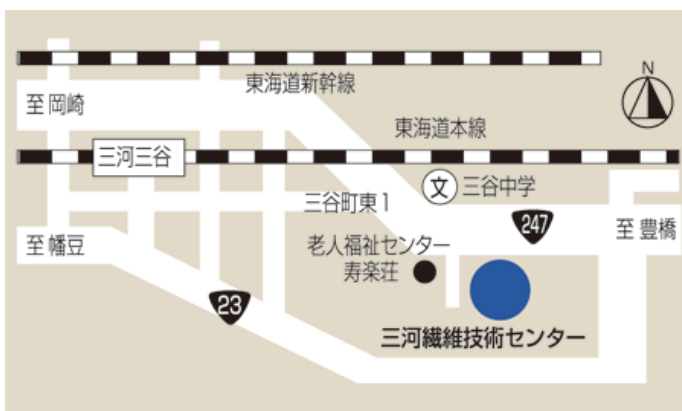 東海道新幹線
N
至 岡崎
東海道本線
三河三谷
文 三谷中学
三谷町東1
247
至 豊橋
至 幡豆
老人福祉センター
寿楽荘
23
三河繊維技術センター